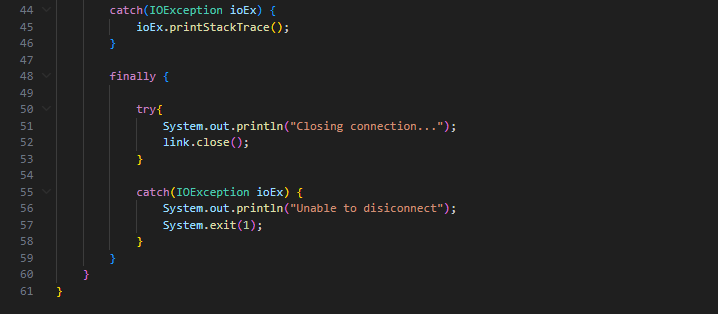 44 catch(IOException ioEx) {
45 ioEx.printStackTrace();
46 }
47
48 finally {
49
50 try{
51 System.out.println("Closing connection...");
52 link.close();
53 }
54
55 catch(IOException ioEx) {
56 System.out.println("Unable to disiconnect");
57 System.exit(1);
58 }
59 }
60 }
61 }